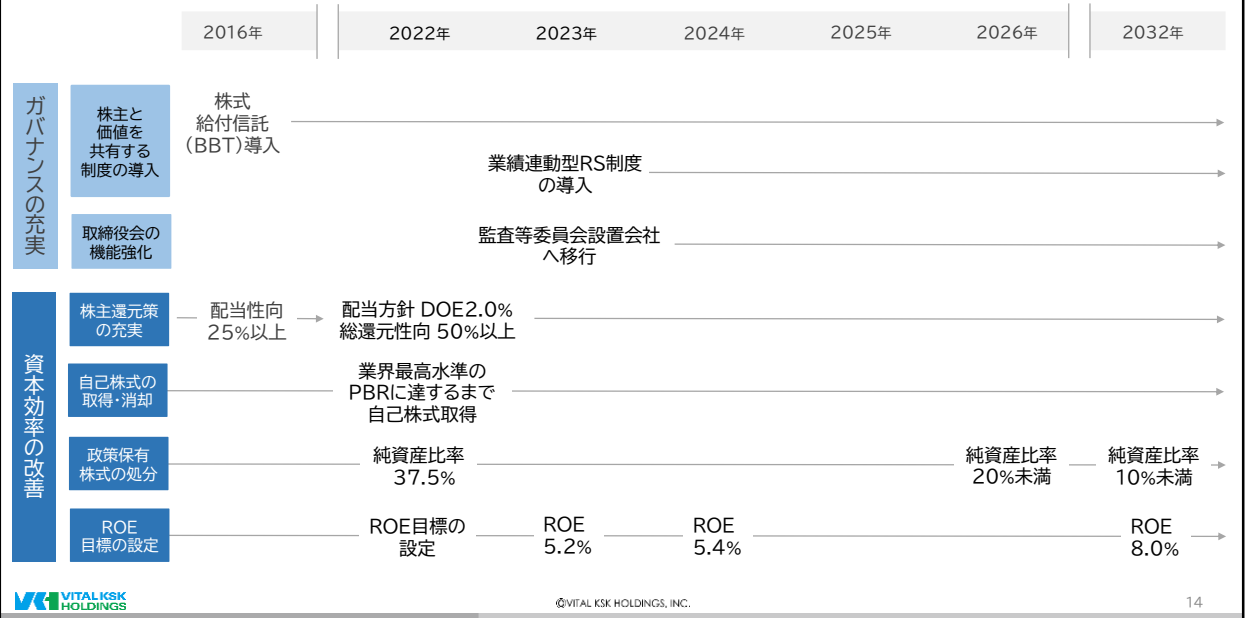 2016年
2022年
2023年
2024年
2025年
2026年
2032年
ガバナンスの充実
株主と
価値を
共有する
制度の導入
株式
給付信託
(BBT)導入
業績連動型RS制度
の導入
取締役会の
機能強化
監査等委員会設置会社
へ移行
資本効率の改善
株主還元策
の充実
配当性向
25%以上
配当方針 DOE2.0%
総還元性向 50%以上
自己株式の
取得・消却
業界最高水準の
PBRに達するまで
自己株式取得
政策保有
株式の処分
純資産比率
37.5%
純資産比率
20%未満
純資産比率
10%未満
ROE
目標の設定
ROE目標の
設定
ROE
5.2%
ROE
5.4%
ROE
8.0%
VITAL KSK
HOLDINGS
©VITAL KSK HOLDINGS, INC.
14